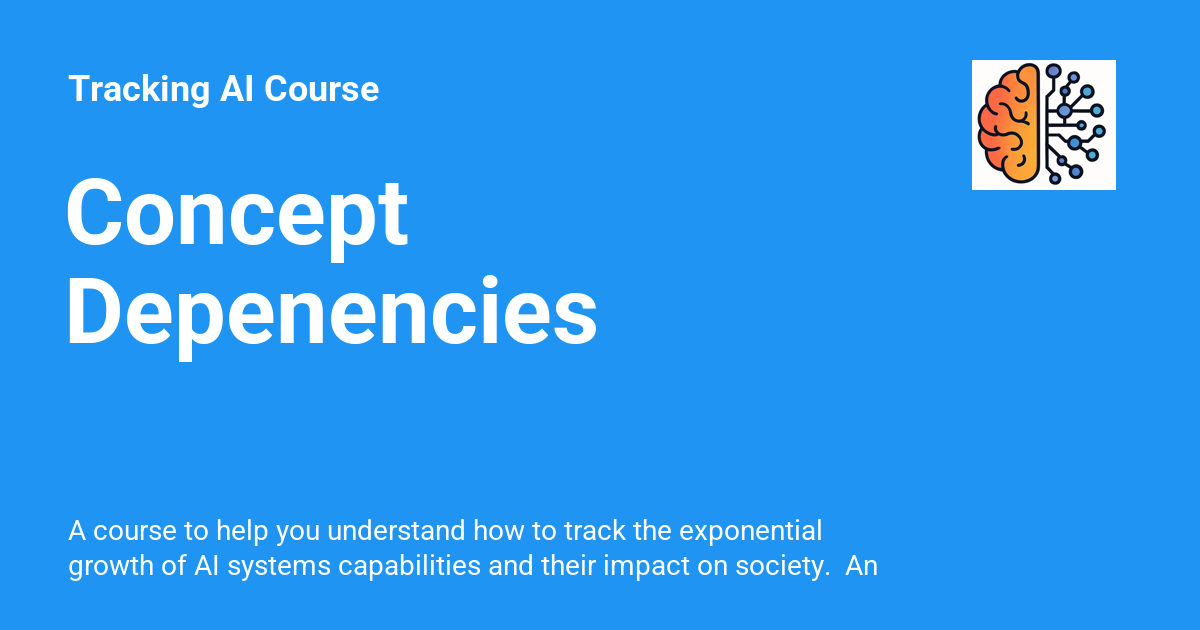 Tracking AI Course
Concept
Depenencies
A course to help you understand how to track the exponential
growth of AI systems capabilities and their impact on society.  An